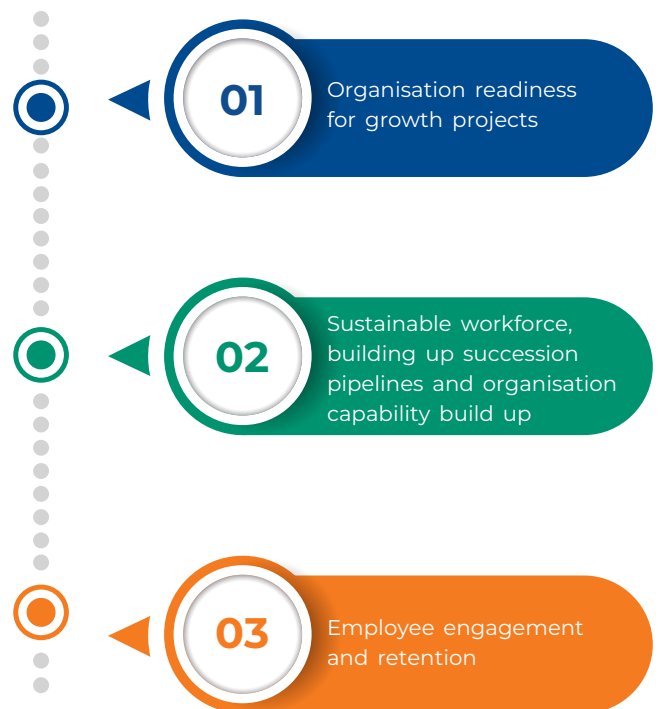 01
Organisation readiness
for growth projects
02
Sustainable workforce,
building up succession
pipelines and organisation
capability build up
03
Employee engagement
and retention